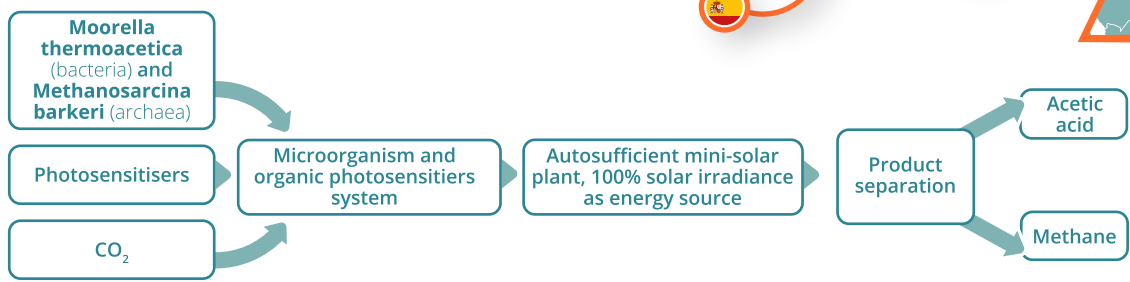 Moorella
thermoacetica
(bacteria) and
Methanosarcina
barkeri (archaea)
Photosensitisers
CO₂
Microorganism and
organic photosensitiers
system
Autosufficient mini-solar
plant, 100% solar irradiance
as energy source
Product
separation
Acetic
acid
Methane